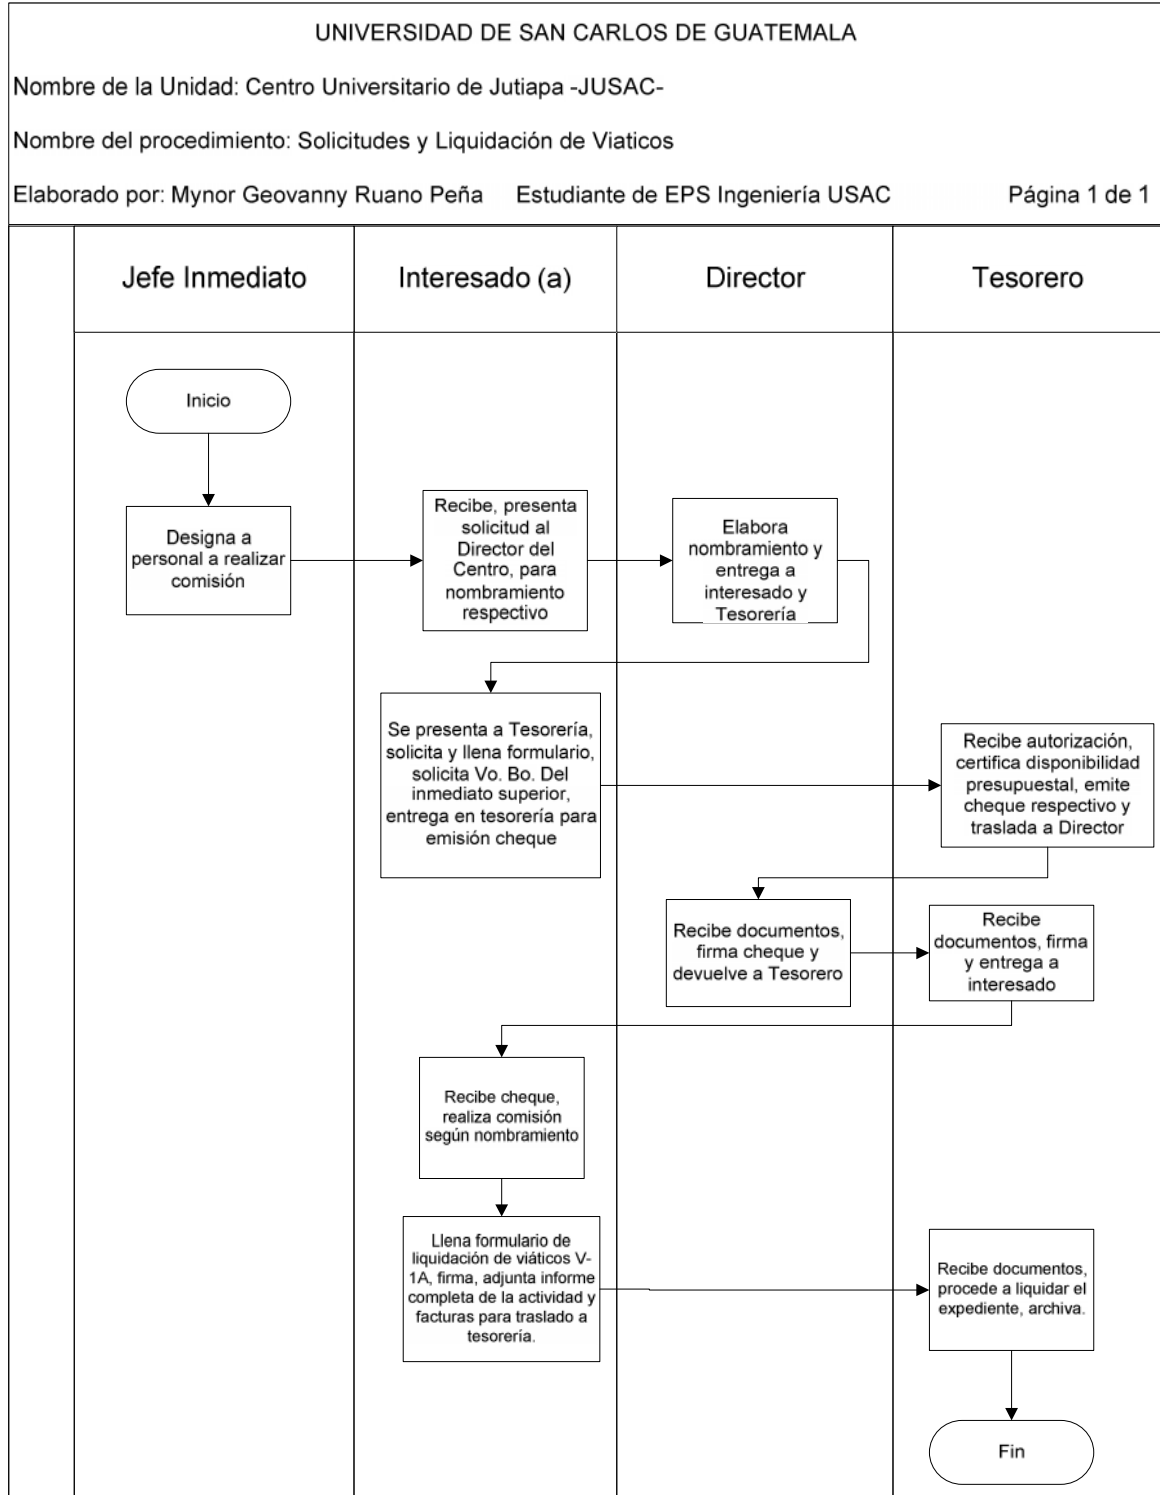 UNIVERSIDAD DE SAN CARLOS DE GUATEMALA
Nombre de la Unidad: Centro Universitario de Jutiapa -JUSAC-
Nombre del procedimiento: Solicitudes y Liquidación de Viaticos
Elaborado por: Mynor Geovanny Ruano Peña Estudiante de EPS Ingeniería USAC Página 1 de 1
Jefe Inmediato
Interesado (a)
Director
Tesorero
Inicio
Designa a
personal a realizar
comisión
Recibe, presenta
solicitud al
Director del
Centro, para
nombramiento
respectivo
Elabora
nombramiento y
entrega a
interesado y
Tesorería
Se presenta a Tesorería,
solicita y llena formulario,
solicita Vo. Bo. Del
inmediato superior,
entrega en tesorería para
emisión cheque
Recibe autorización,
certifica disponibilidad
presupuestal, emite
cheque respectivo y
traslada a Director
Recibe documentos,
firma cheque y
devuelve a Tesorero
Recibe
documentos, firma
y entrega a
interesado
Recibe cheque,
realiza comisión
según nombramiento
Llena formulario de
liquidación de viáticos V-
1A, firma, adjunta informe
completa de la actividad y
facturas para traslado a
tesorería.
Recibe documentos,
procede a liquidar el
expediente, archiva.
Fin